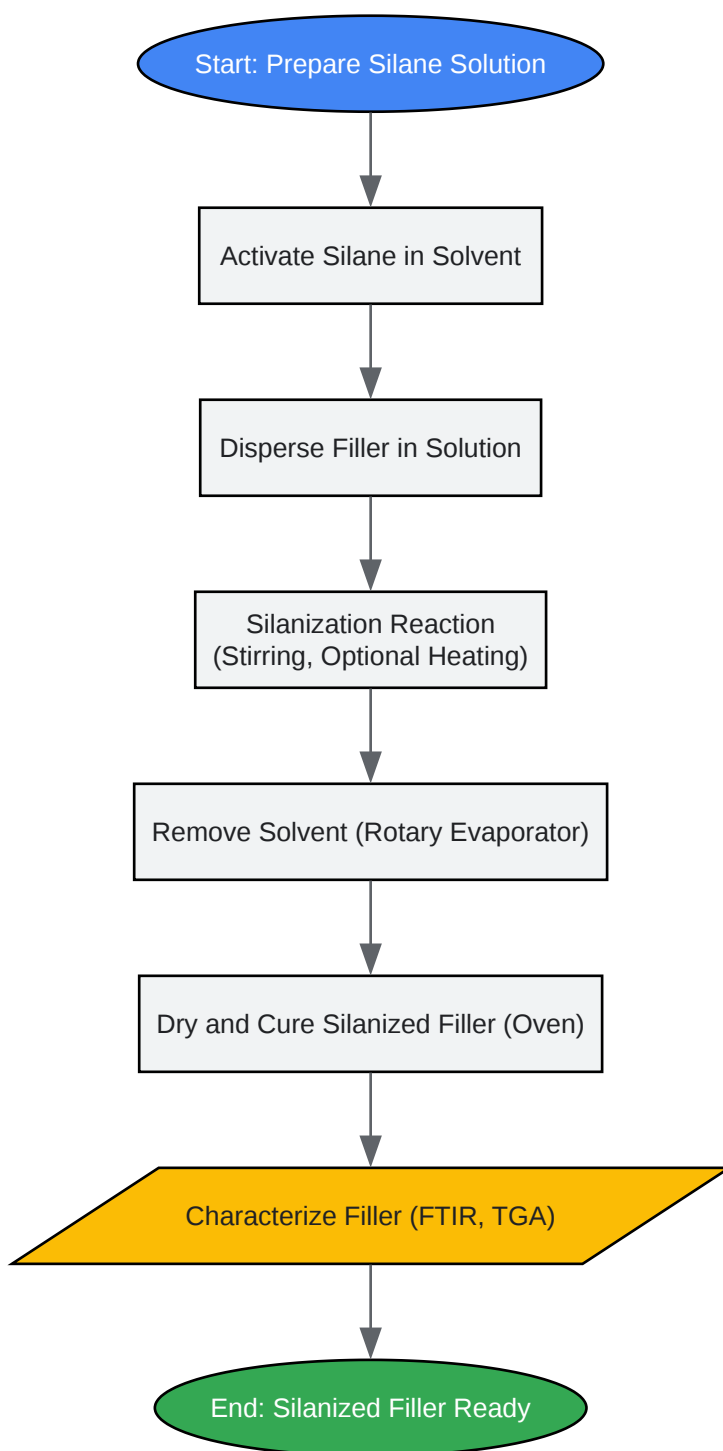 Start: Prepare Silane Solution
Activate Silane in Solvent
Disperse Filler in Solution
Silanization Reaction
(Stirring, Optional Heating)
Remove Solvent (Rotary Evaporator)
Dry and Cure Silanized Filler (Oven)
Characterize Filler (FTIR, TGA)
End: Silanized Filler Ready